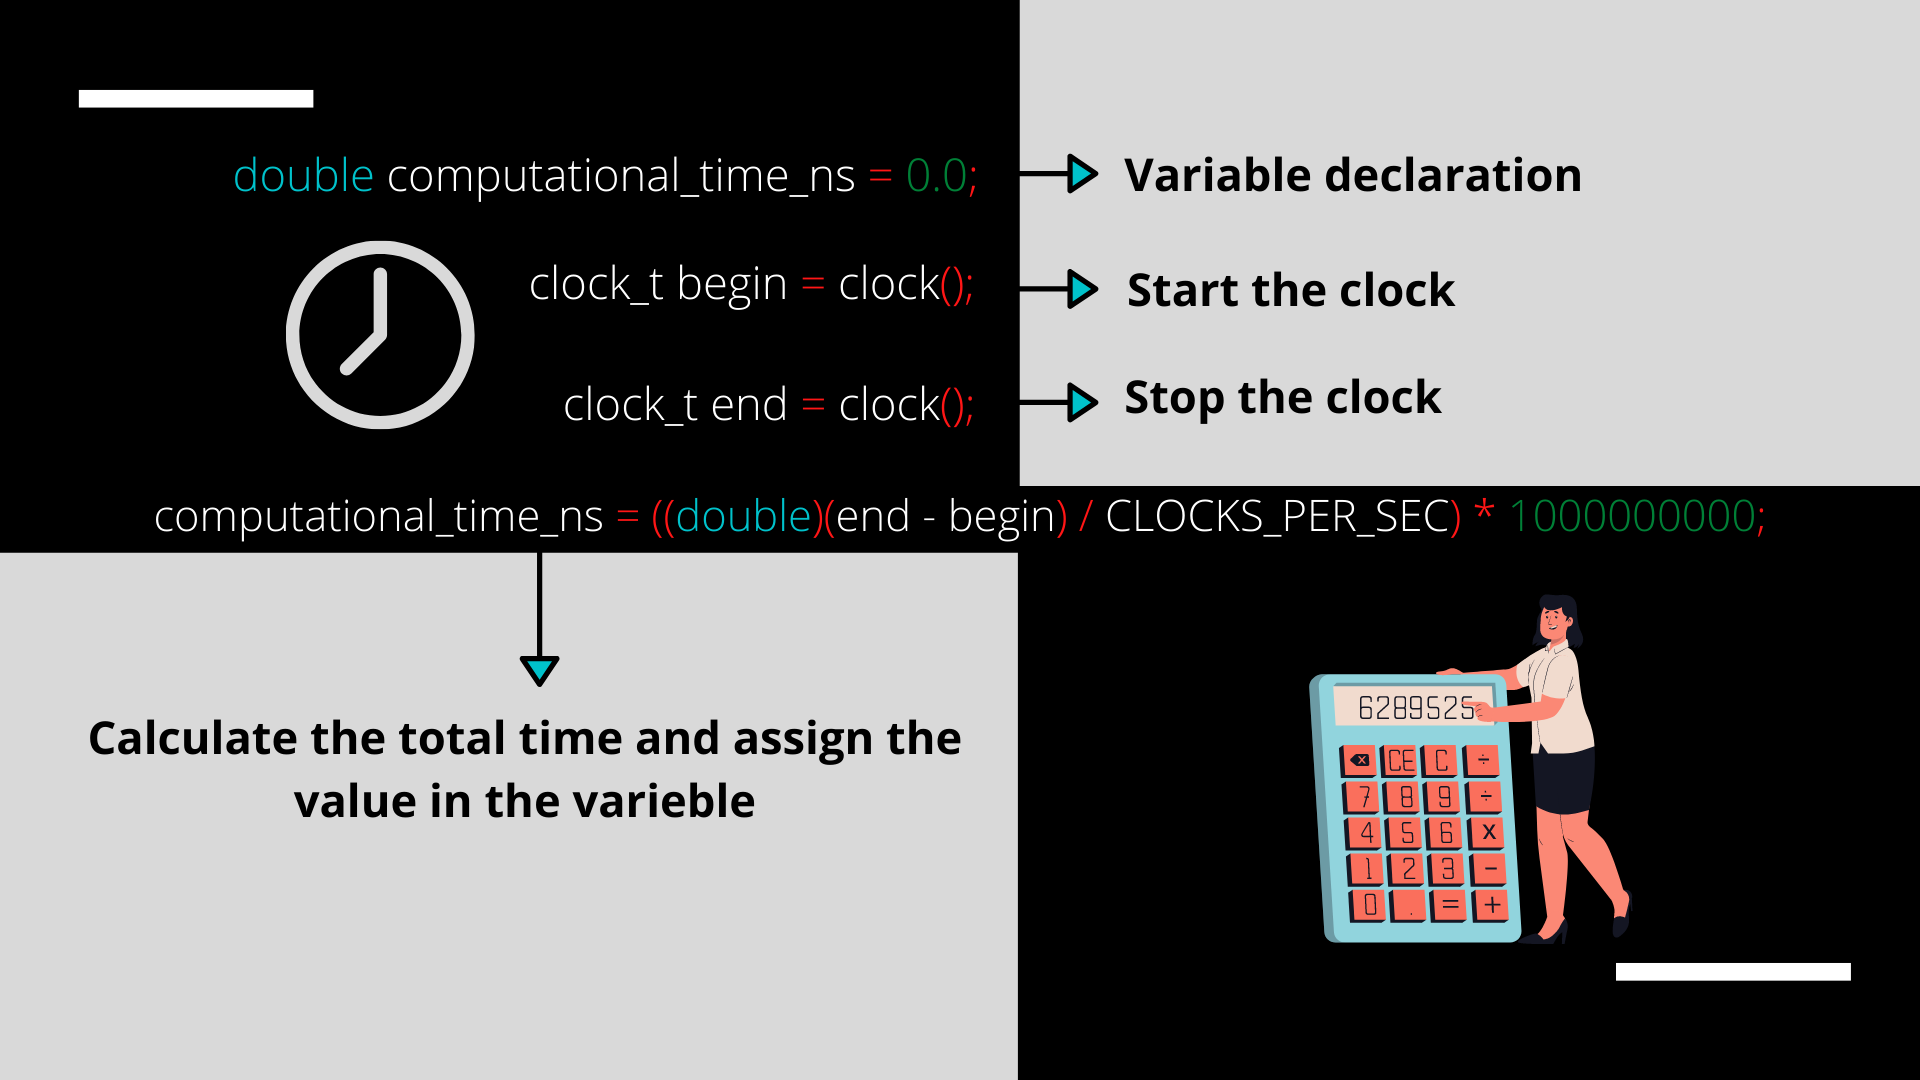 double computational_time_ns = 0.0;
Variable declaration
clock_t begin = clock();
Start the clock
clock_t end = clock();
Stop the clock
computational_time_ns = ((double)(end - begin) / CLOCKS_PER_SEC) * 1000000000;
Calculate the total time and assign the
value in the varieble
6289525
CE C ÷
7 8 9 ÷
4 5 6 x
1 2 3 −
0 . = +